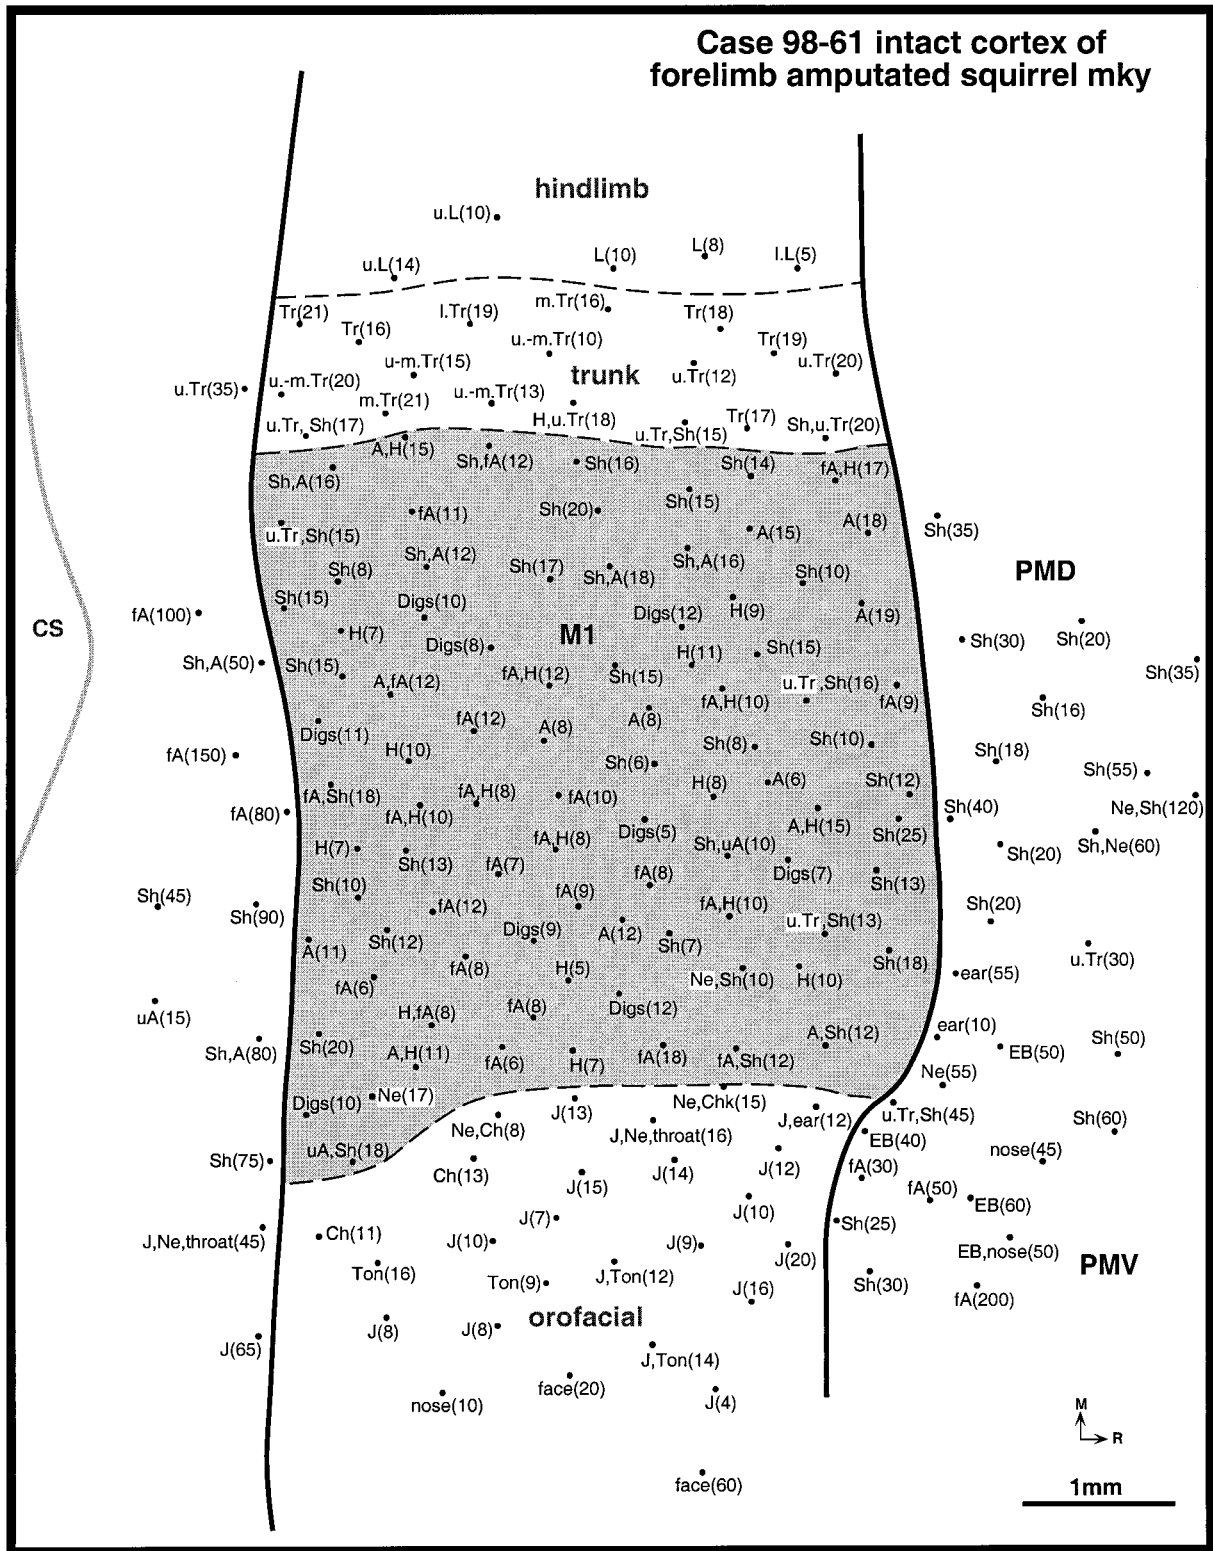 Case 98-61 intact cortex of
forelimb amputated squirrel mky
hindlimb
u.L(10)
L(8)
L(10)
l.L(5)
u.L(14)
m.Tr(16)
Tr(21)
l.Tr(19)
Tr(18)
Tr(16)
u.-m.Tr(10)
Tr(19)
u-m.Tr(15)
u.Tr(20)
trunk
u.Tr(12)
u.Tr(35)
u.-m.Tr(20)
u.-m.Tr(13)
m.Tr(21)
H,u.Tr(18)
Tr(17)
u.Tr, Sh(17)
u.Tr,Sh(15)
Sh,u.Tr(20)
A,H(15)
Sh,fA(12)
Sh(16)
Sh(14)
fA,H(17)
Sh,A(16)
Sh(15)
fA(11)
Sh(20)
A(18)
Sh(35)
u.Tr,Sh(15)
A(15)
Sh,A(12)
Sh,A(16)
Sh(8)
Sh(17)
Sh,A(18)
Sh(10)
PMD
Sh(15)
Digs(10)
Digs(12)
H(9)
A(19)
fA(100)
CS
H(7)
M1
Sh(30)
Sh(20)
Digs(8)
H(11)
Sh(15)
Sh,A(50)
Sh(15)
fA,H(12)
Sh(15)
Sh(35)
A,fA(12)
u.Tr,Sh(16)
fA,H(10)
fA(9)
Sh(16)
fA(12)
A(8)
A(8)
Digs(11)
Sh(8)
Sh(10)
H(10)
Sh(18)
fA(150)
Sh(6)
Sh(55)
H(8)
A(6)
Sh(12)
fA,Sh(18)
fA,H(8)
fA(10)
Sh(40)
Ne,Sh(120)
fA(80)
fA,H(10)
Digs(5)
A,H(15)
Sh(25)
fA,H(8)
Sh,uA(10)
Sh,Ne(60)
H(7)
Sh(13)
fA(7)
Sh(20)
Digs(7)
fA(8)
Sh(13)
Sh(10)
fA(9)
Sh(45)
fA,H(10)
Sh(20)
Sh(90)
fA(12)
u.Tr,Sh(13)
Digs(9)
A(12)
Sh(12)
Sh(7)
A(11)
u.Tr(30)
fA(8)
Sh(18)
H(5)
Ne,Sh(10)
H(10)
ear(55)
fA(6)
fA(8)
Digs(12)
uA(15)
H,fA(8)
ear(10)
Sh(50)
Sh,A(80)
Sh(20)
A,H(11)
fA(6)
H(7)
fA(18)
fA,Sh(12)
A,Sh(12)
EB(50)
Ne(55)
Digs(10)
Ne(17)
J(13)
Ne,Chk(15)
J,ear(12)
u.Tr,Sh(45)
Ne,Ch(8)
J,Ne,throat(16)
EB(40)
Sh(60)
Sh(75)
uA,Sh(18)
nose(45)
Ch(13)
J(14)
J(12)
fA(30)
J(15)
fA(50)
EB(60)
J(7)
J(10)
Sh(25)
J,Ne,throat(45)
Ch(11)
J(10)
J(9)
J(20)
EB,nose(50)
PMV
Ton(16)
Ton(9)
J,Ton(12)
J(16)
Sh(30)
fA(200)
orofacial
J(8)
J(8)
J(65)
J,Ton(14)
nose(10)
face(20)
J(4)
M
R
face(60)
1mm